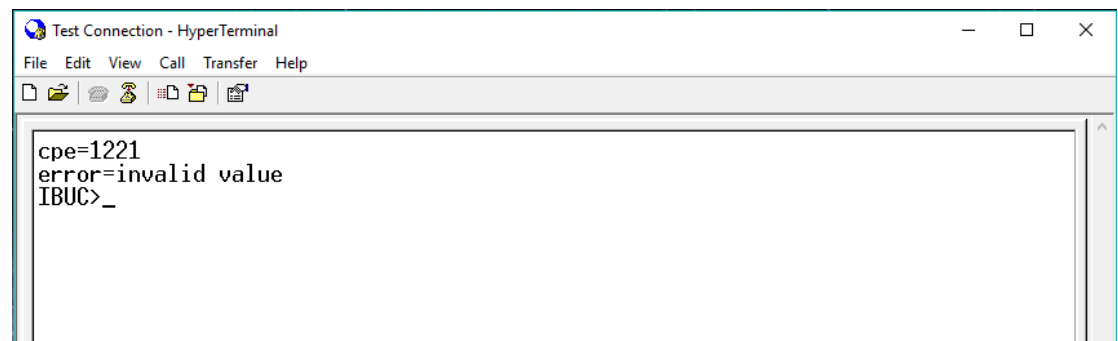 Test Connection - HyperTerminal
File Edit View Call Transfer Help
cpe=1221
error=invalid value
IBUC>_